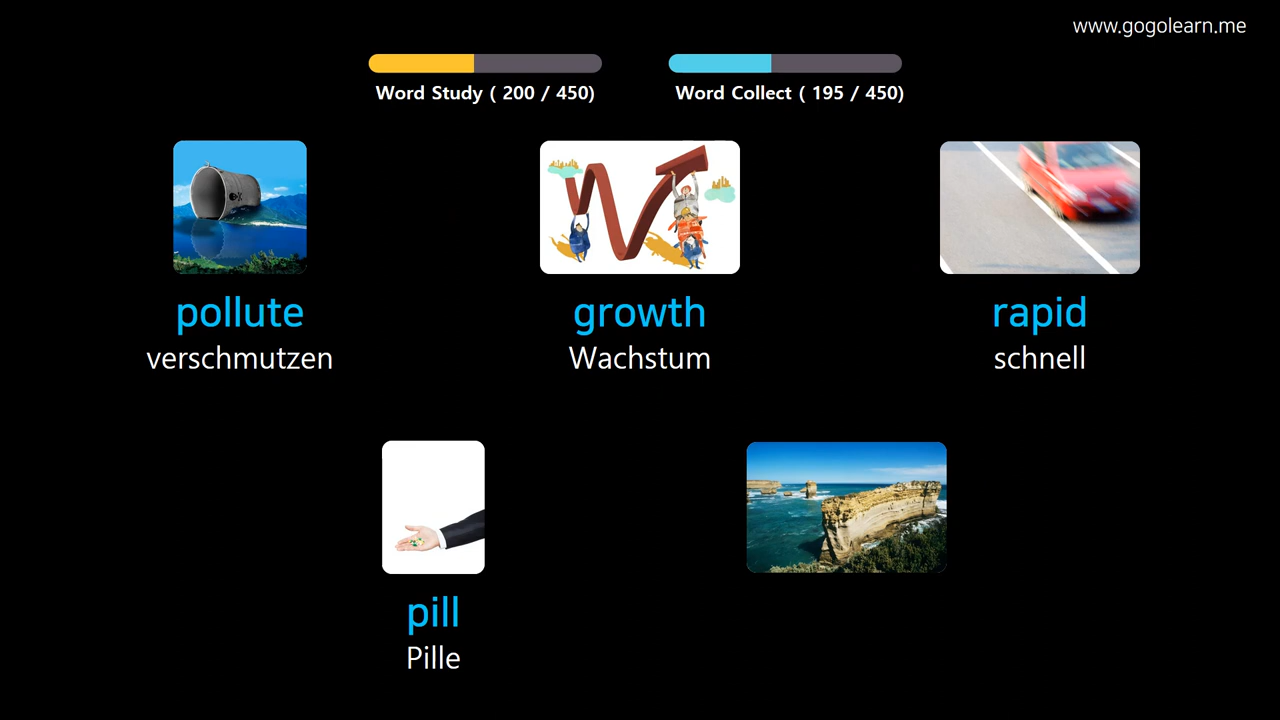 www.gogolearn.me
Word Study ( 200 / 450)
Word Collect ( 195 / 450)
pollute
verschmutzen
growth
Wachstum
rapid
schnell
pill
Pille